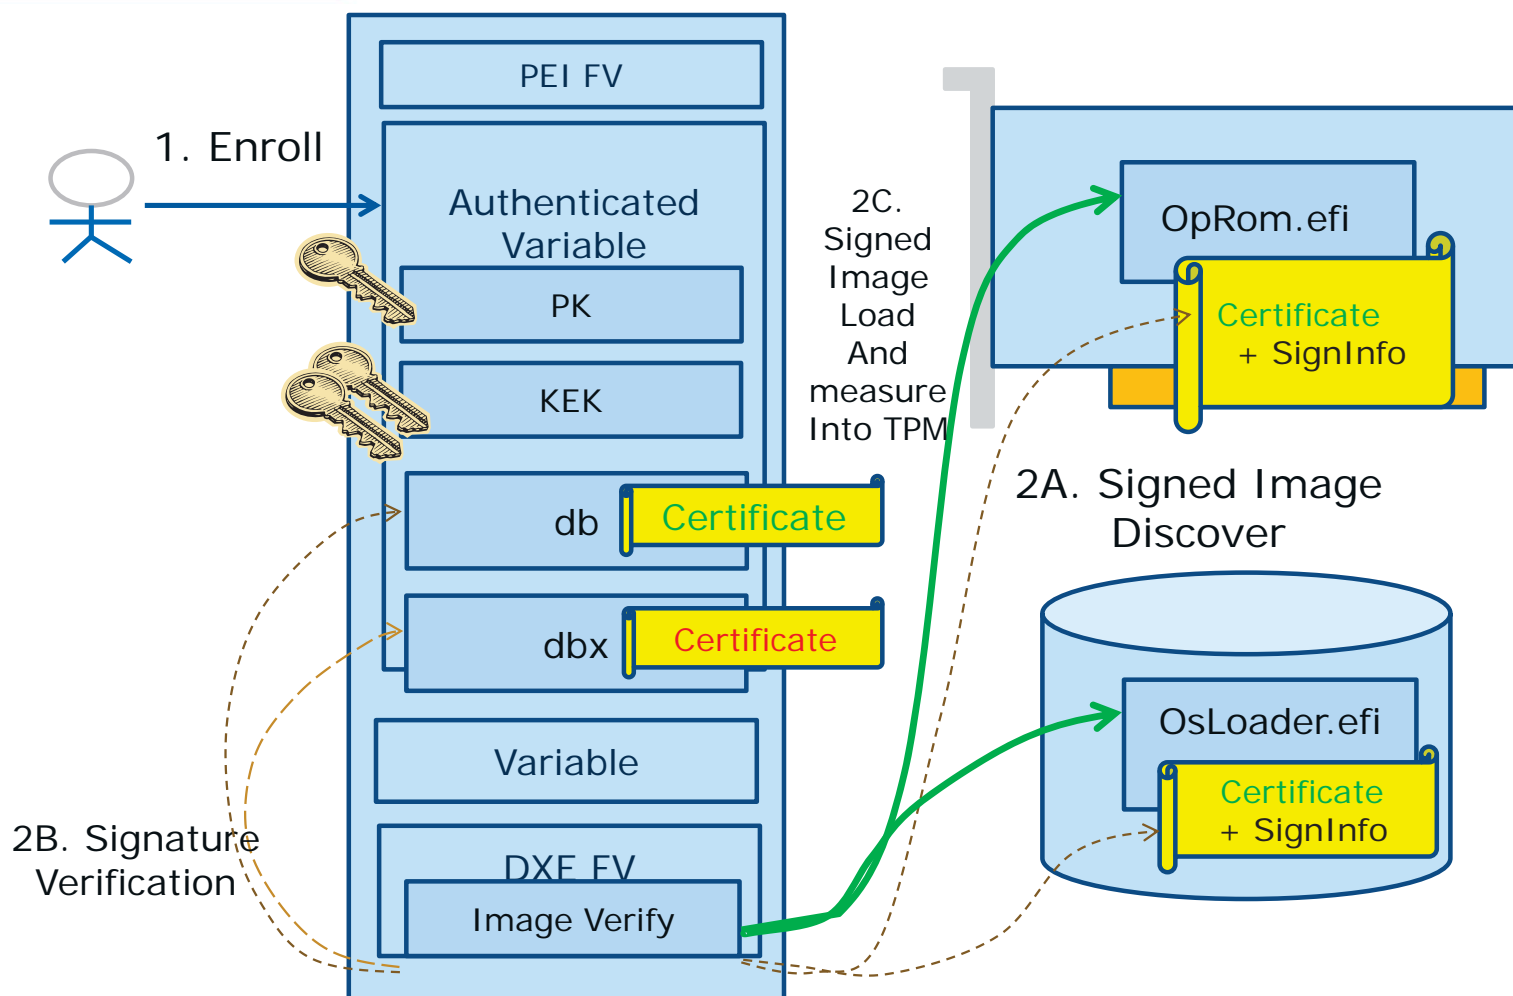 PEI FV
1. Enroll
Authenticated
Variable
PK
KEK
db
Certificate
dbx
Certificate
Variable
2B. Signature
Verification
DXE FV
Image Verify
2C.
Signed
Image
Load
And
measure
Into TPM
OpRom.efi
Certificate
+ SignInfo
2A. Signed Image
Discover
OsLoader.efi
Certificate
+ SignInfo